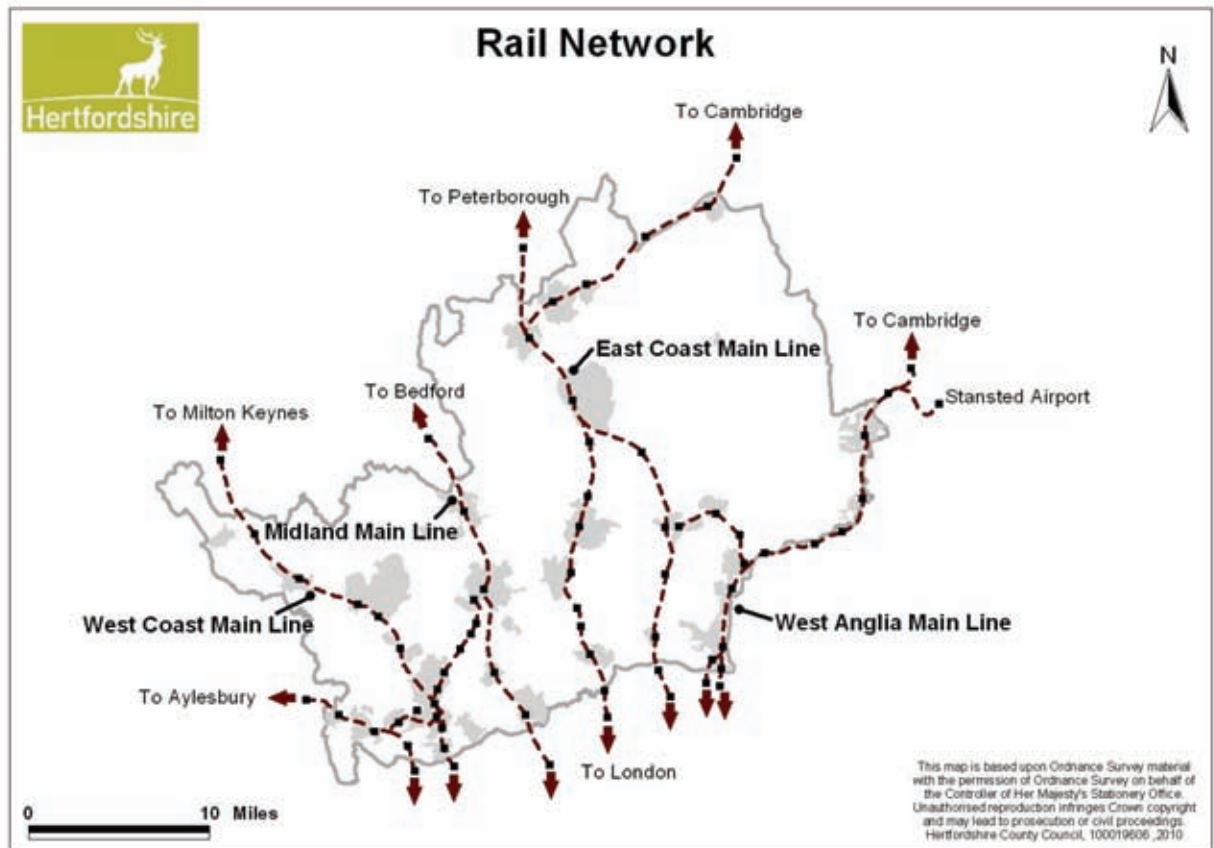 Rail Network
Hertfordshire
N
To Cambridge
To Peterborough
To Cambridge
East Coast Main Line
To Bedford
Stansted Airport
To Milton Keynes
Midland Main Line
West Coast Main Line
West Anglia Main Line
To Aylesbury
To London
0 10 Miles
This map is based upon Ordnance Survey material
with the permission of Ordnance Survey on behalf of
the Controller of Her Majesty's Stationery Office.
Unauthorised reproduction infringes Crown copyright
and may lead to prosecution or civil proceedings.
Hertfordshire County Council, 100019606 ,2010